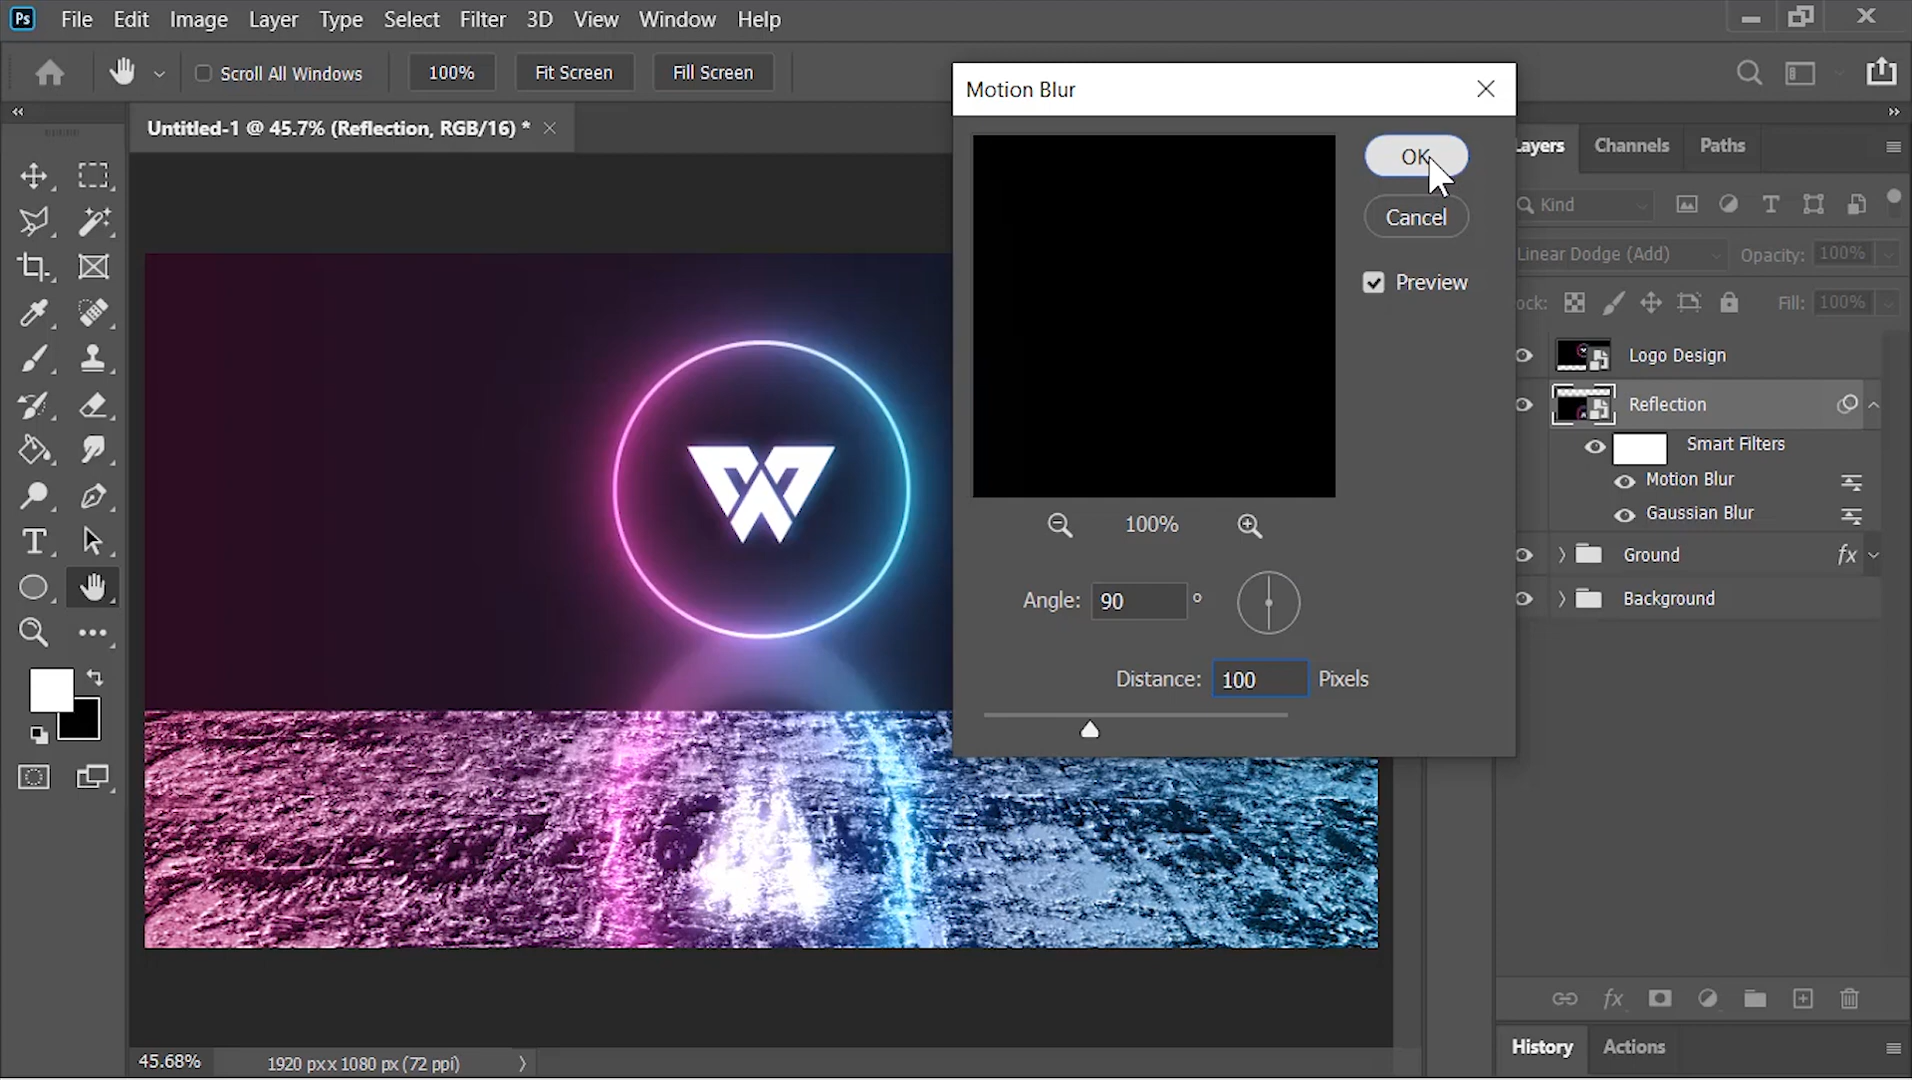 Ps File Edit Image Layer Type Select Filter 3D View Window Help
Scroll All Windows 100% Fit Screen Fill Screen
Untitled-1 @ 45.7% (Reflection, RGB/16) *
Motion Blur
OK
Cancel
Preview
100%
Angle: 90 °
Distance: 100 Pixels
Layers Channels Paths
Kind
Linear Dodge (Add) Opacity: 100%
ock: Fill: 100%
Logo Design
Reflection
Smart Filters
Motion Blur
Gaussian Blur
Ground fx
Background
fx
History Actions
45.68% 1920 px x 1080 px (72 ppi)